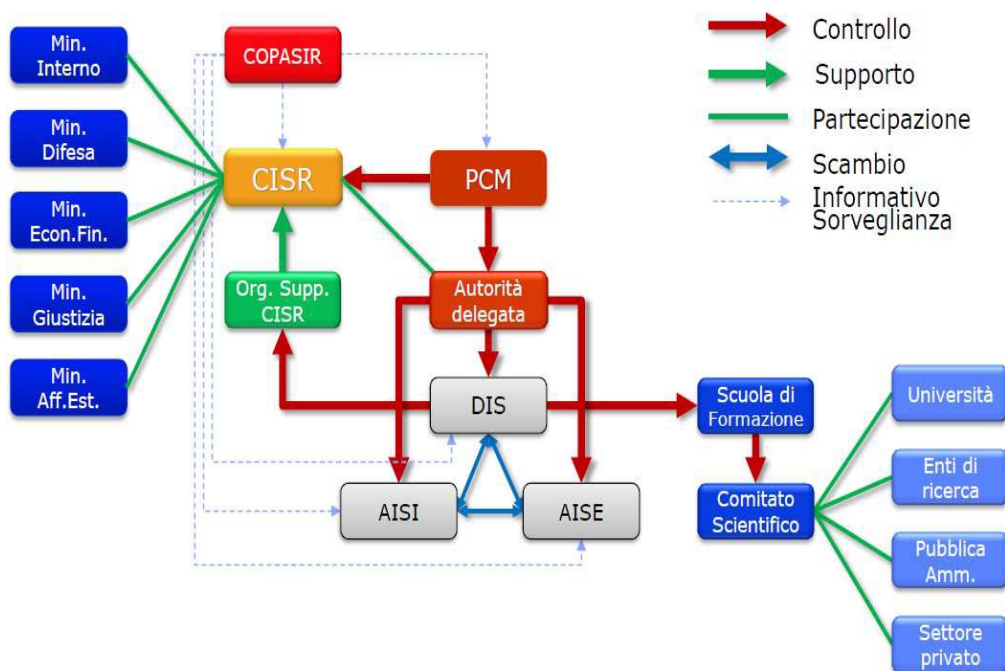 Min.
Interno
Min.
Difesa
Min.
Econ.Fin.
Min.
Giustizia
Min.
Aff.Est.
COPASIR
CISR
PCM
Org. Supp.
CISR
Autorità
delegata
DIS
AISI
AISE
Scuola di
Formazione
Comitato
Scientifico
Università
Enti di
ricerca
Pubblica
Amm.
Settore
privato
Controllo
Supporto
Partecipazione
Scambio
Informativo
Sorveglianza